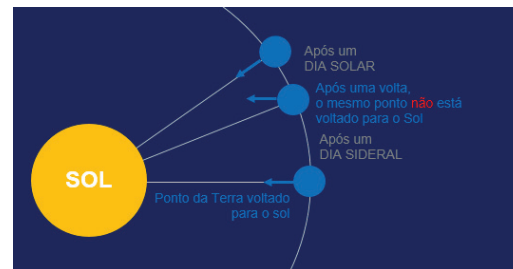 Após um
DIA SOLAR
Após uma volta,
o mesmo ponto não está
voltado para o Sol
Após um
DIA SIDERAL
SOL
Ponto da Terra voltado
para o sol